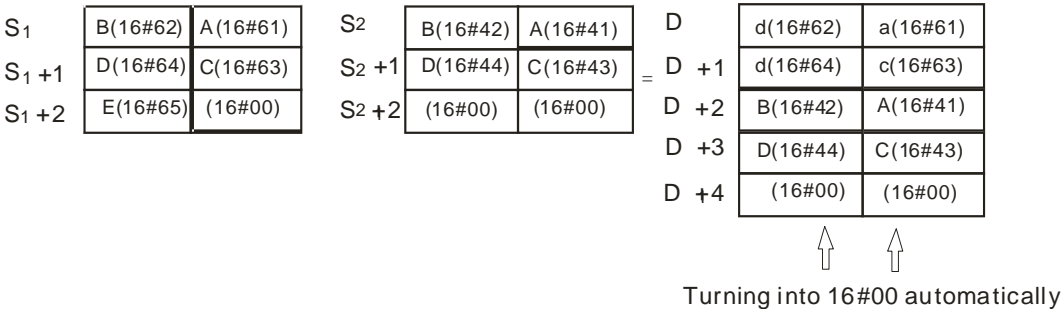 S1 B(16#62) A(16#61) S2 B(16#42) A(16#41) D d(16#62) a(16#61)
S1 +1 D(16#64) C(16#63) S2 +1 D(16#44) C(16#43) = D +1 d(16#64) c(16#63)
S1 +2 E(16#65) (16#00) S2 +2 (16#00) (16#00) D +2 B(16#42) A(16#41)
D +3 D(16#44) C(16#43)
D +4 (16#00) (16#00)
Turning into 16#00 automatically